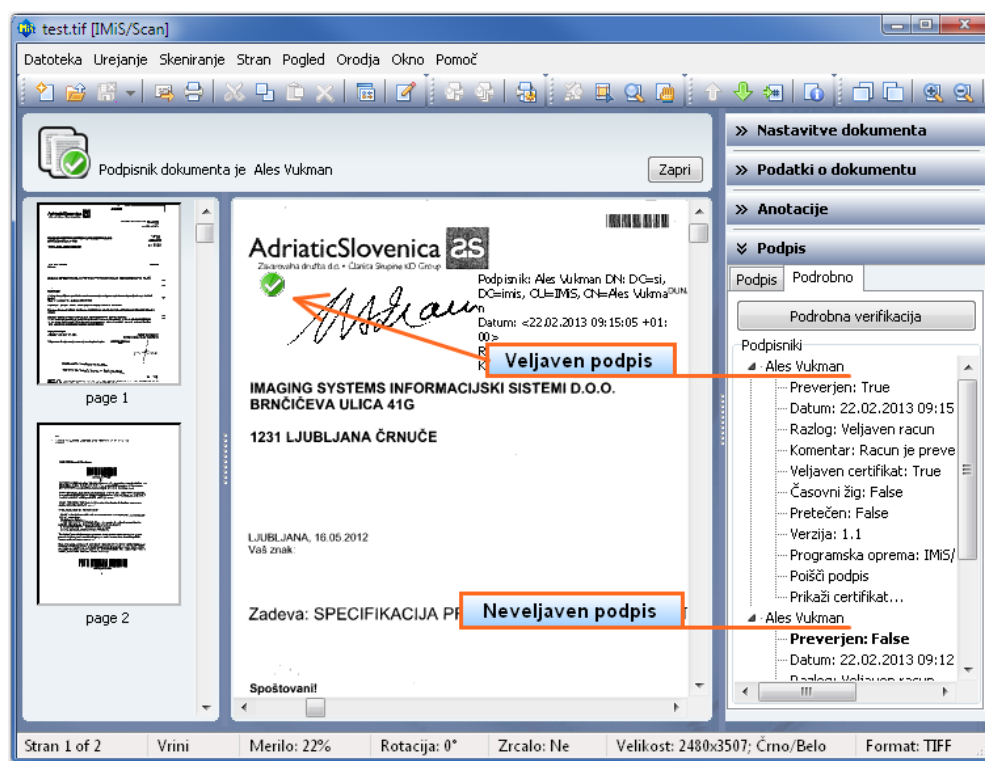 test.tif [IMiS/Scan]
Datoteka Urejanje Skeniranje Stran Pogled Orodja Okno Pomoč
Podpisnik dokumenta je Ales Vukman
Zapri
page 1
page 2
AdriaticSlovenica
Zavarovalna družba d.d. • Članica Skupine KD Group
Podpisnik: Ales Vukman DN: DC=si,
DC=imis, OU=IMiS, CN=Ales Vukma
n
Datum: <22.02.2013 09:15:05 +01:
00>
R
K
Veljaven podpis
IMAGING SYSTEMS INFORMACIJSKI SISTEMI D.O.O.
BRNČIČEVA ULICA 41G
1231 LJUBLJANA ČRNUČE
LJUBLJANA, 16.05.2012
Vaš znak:
Zadeva: SPECIFIKACIJA
Neveljaven podpis
Spoštovani!
Nastavitve dokumenta
Podatki o dokumentu
Anotacije
Podpis
Podpis Podrobno
Podrobna verifikacija
Podpisniki
Ales Vukman
Preverjen: True
Datum: 22.02.2013 09:15
Razlog: Veljaven racun
Komentar: Racun je preve
Veljaven certifikat: True
Časovni žig: False
Pretečen: False
Verzija: 1.1
Programska oprema: IMiS/
Poišči podpis
Prikaži certifikat...
Ales Vukman
Preverjen: False
Datum: 22.02.2013 09:12
Razlog: Veljaven racun
Stran 1 of 2 Vrini Merilo: 22% Rotacija: 0° Zrcalo: Ne Velikost: 2480x3507; Črno/Belo Format: TIFF